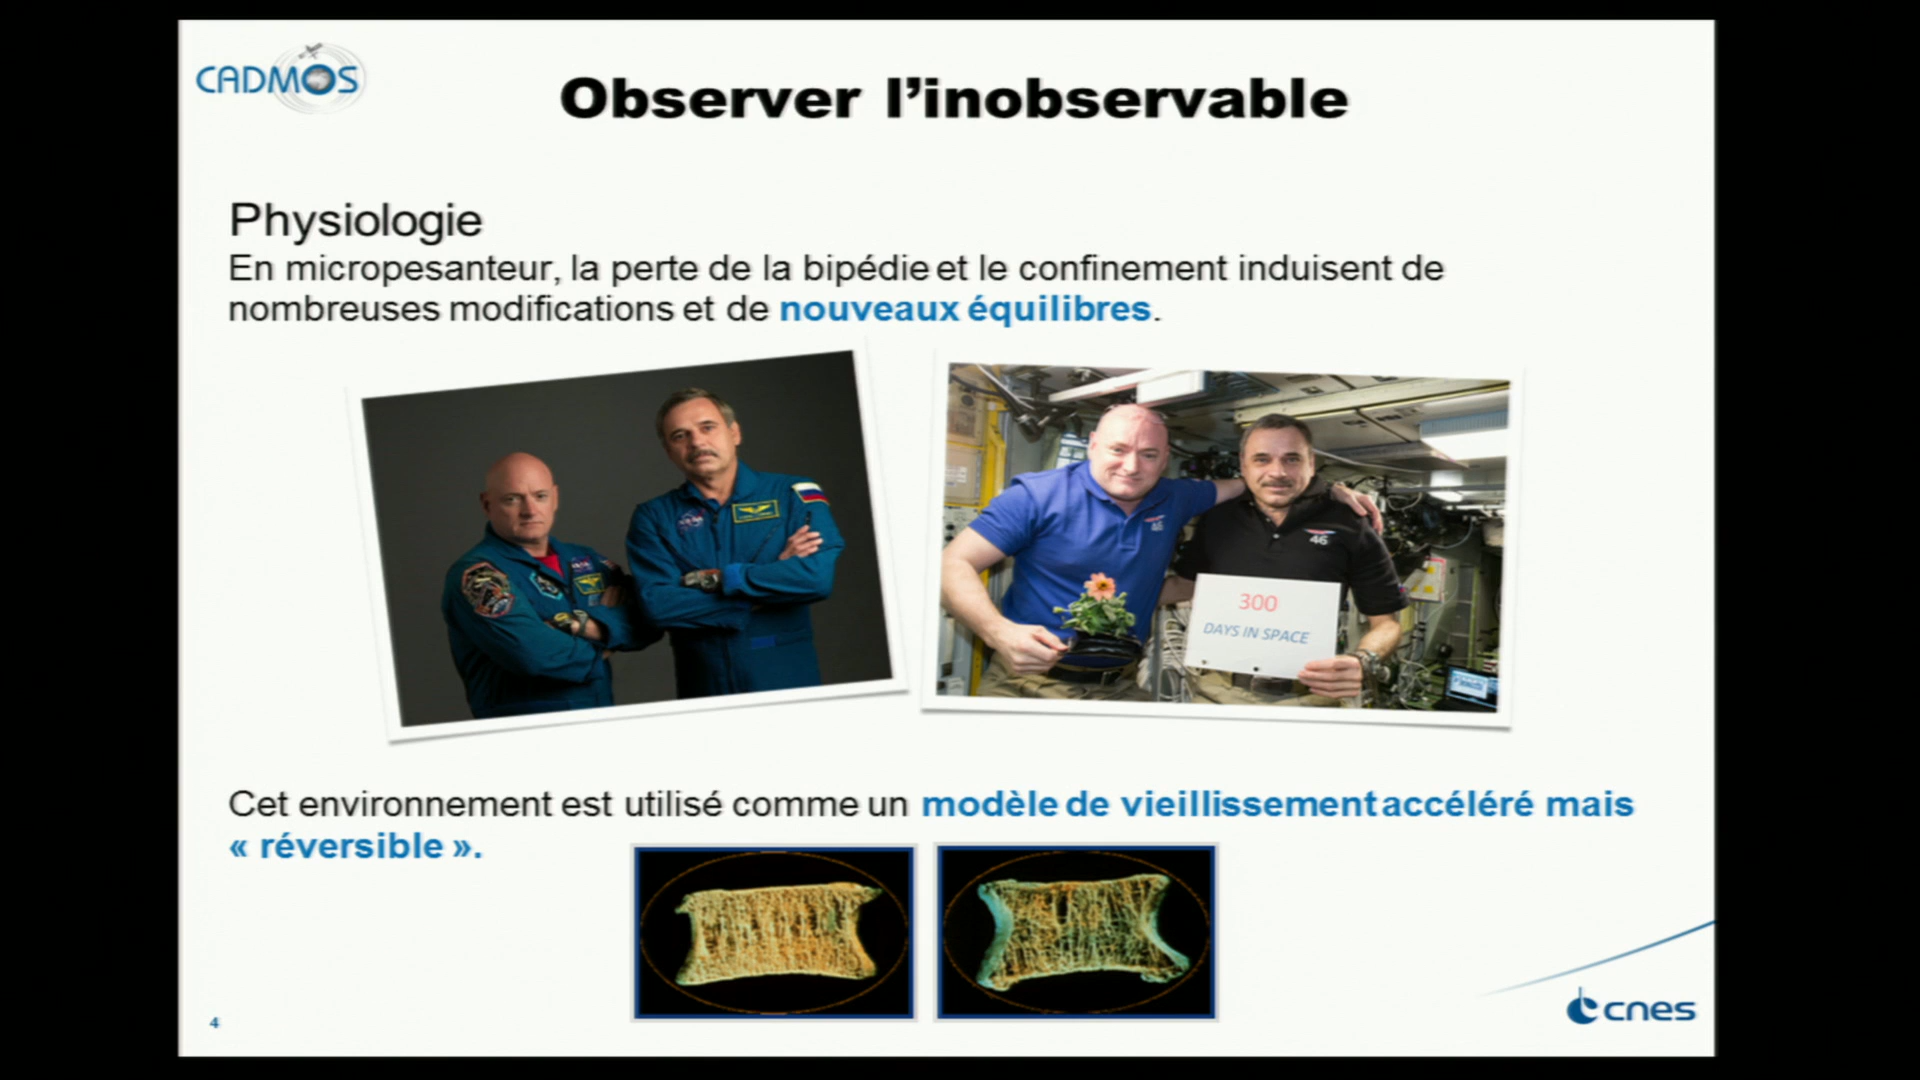 CADMOS
Observer l'inobservable
Physiologie
En micropesanteur, la perte de la bipédie et le confinement induisent de
nombreuses modifications et de nouveaux équilibres.
46
46
300
DAYS IN SPACE
Cet environnement est utilisé comme un modèle de vieillissement accéléré mais
« réversible ».
4
cnes